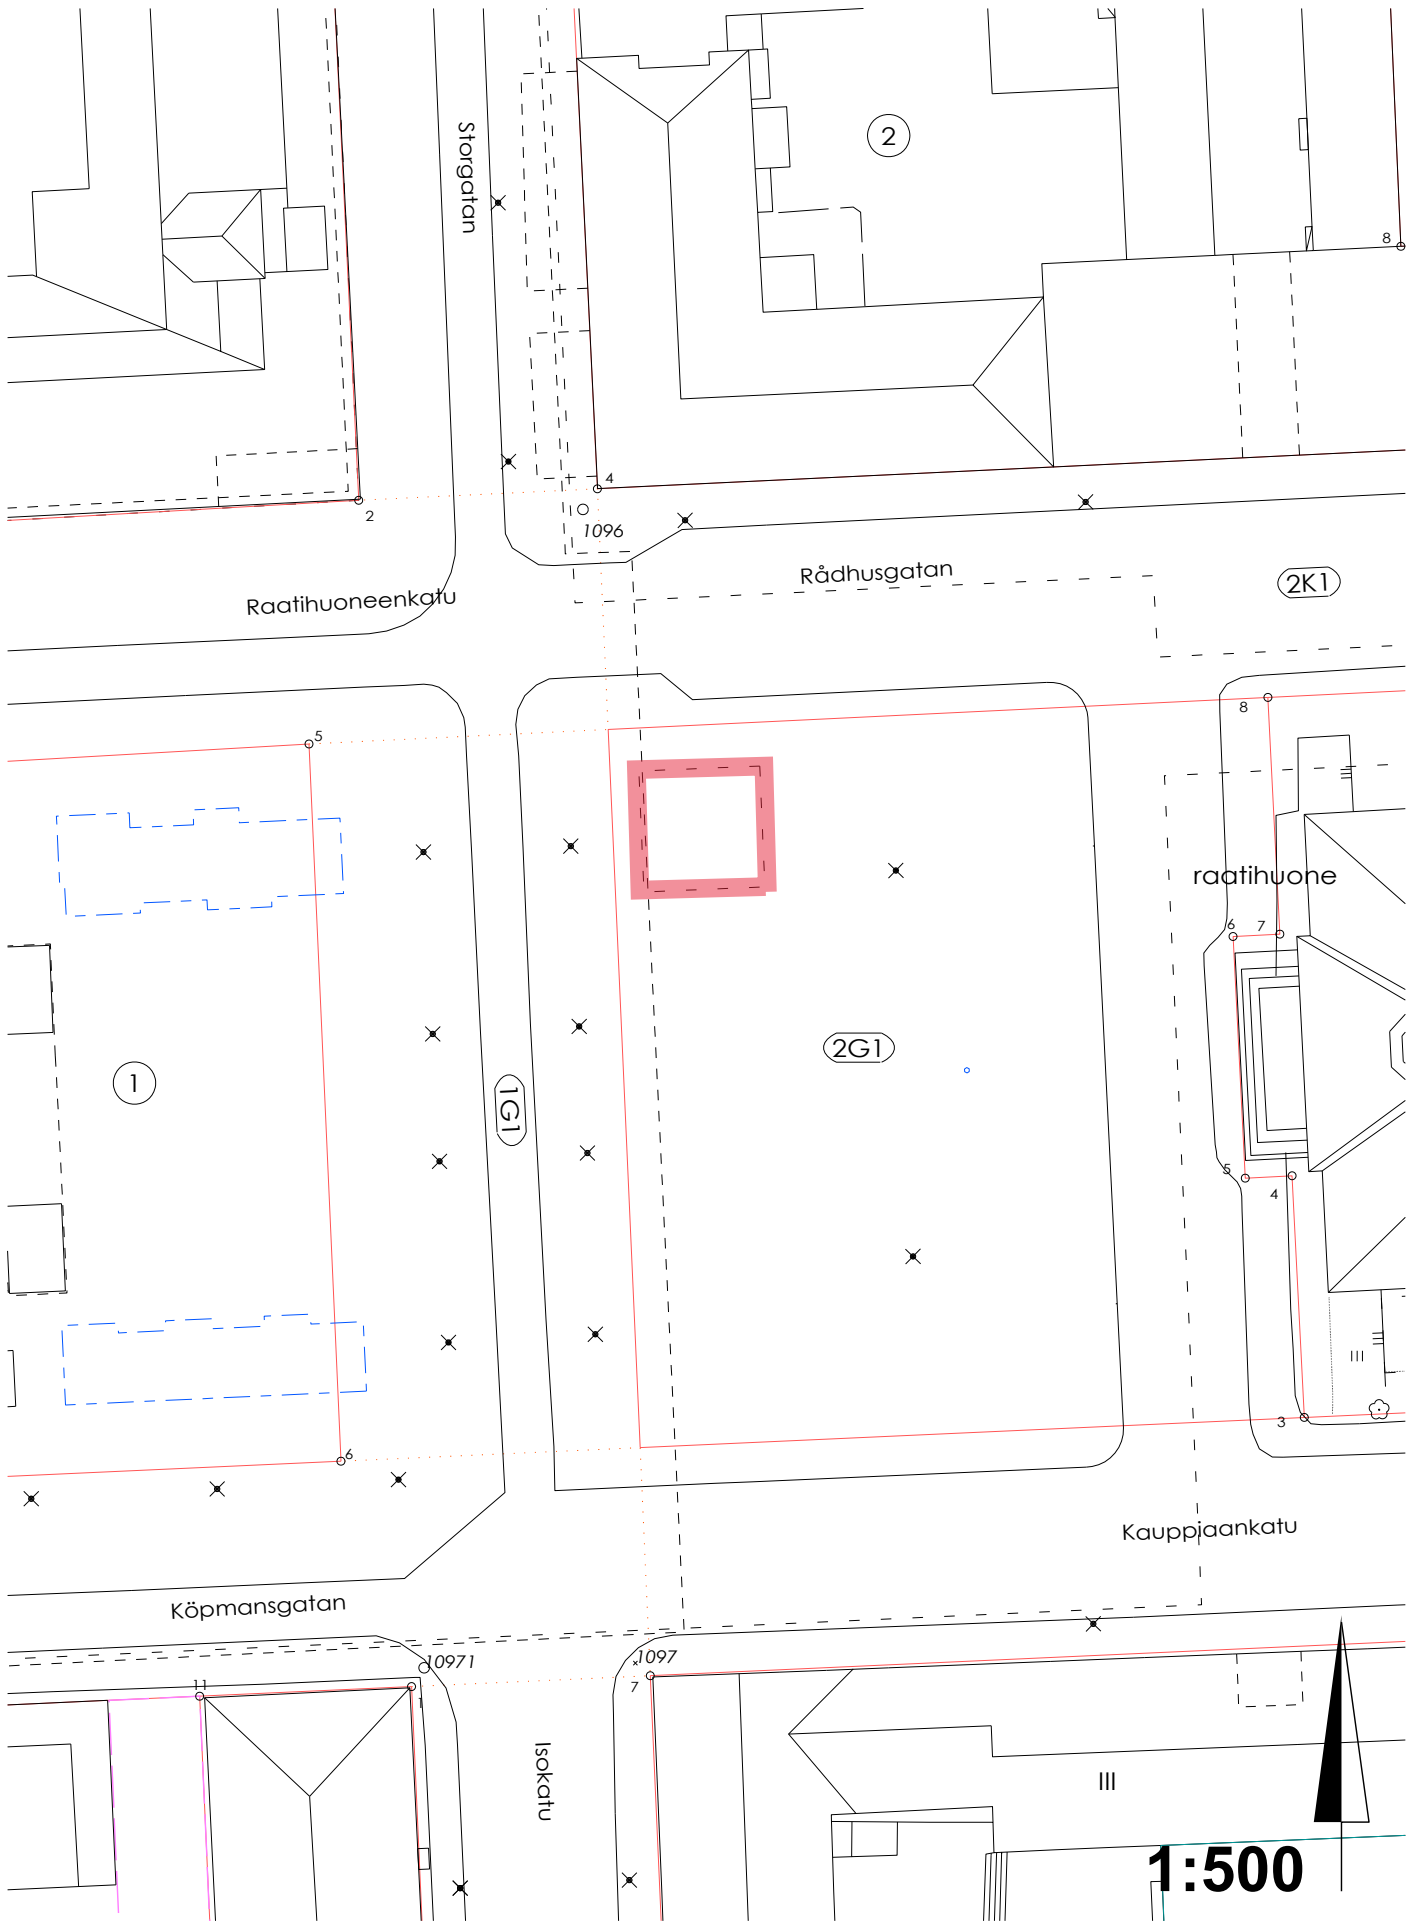 Storgatan
2
8
4
2
1096
Rådhusgatan
2K1
Raatihuoneenkatu
8
5
raatihuone
6
7
2G1
1
1G1
5
4
III
3
6
Kauppiaankatu
Köpmansgatan
10971
1097
11
1
7
Isokatu
III
1:500